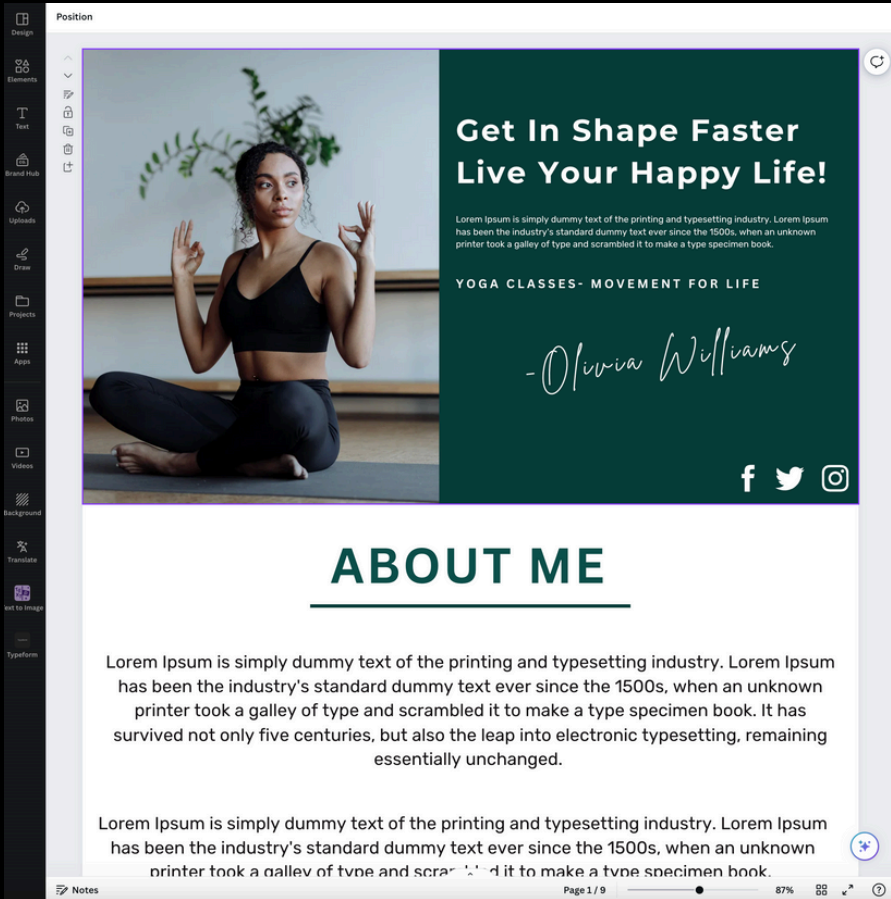 Position
Design
Elements
Text
Brand Hub
Uploads
Draw
Projects
Apps
Photos
Videos
Background
Translate
Text to Image
Typeform
Get In Shape Faster
Live Your Happy Life!
Lorem Ipsum is simply dummy text of the printing and typesetting industry. Lorem Ipsum
has been the industry's standard dummy text ever since the 1500s, when an unknown
printer took a galley of type and scrambled it to make a type specimen book.
YOGA CLASSES- MOVEMENT FOR LIFE
-Olivia Williams
ABOUT ME
Lorem Ipsum is simply dummy text of the printing and typesetting industry. Lorem Ipsum
has been the industry's standard dummy text ever since the 1500s, when an unknown
printer took a galley of type and scrambled it to make a type specimen book. It has
survived not only five centuries, but also the leap into electronic typesetting, remaining
essentially unchanged.
Lorem Ipsum is simply dummy text of the printing and typesetting industry. Lorem Ipsum
has been the industry's standard dummy text ever since the 1500s, when an unknown
printer took a galley of type and scrambled it to make a type specimen book.
Notes
Page 1 / 9
87%